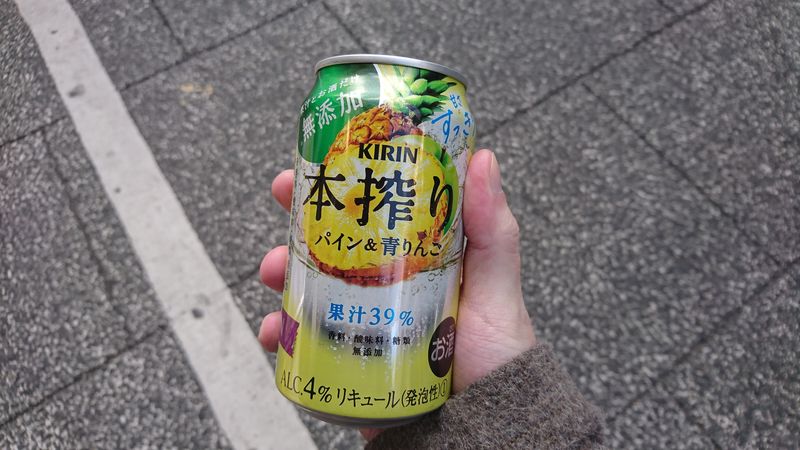 無添加
すっきり
KIRIN
本搾り
パイン&青りんご
果汁39%
香料・酸味料・糖類
無添加
お酒
ALC.4% リキュール(発泡性)①